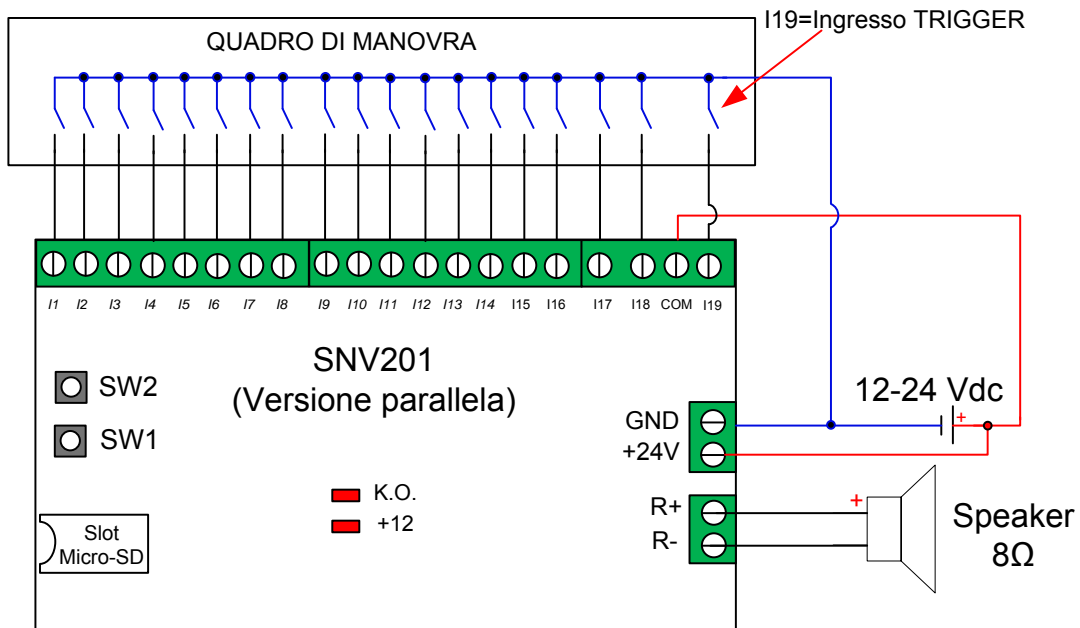 I19=Ingresso TRIGGER
QUADRO DI MANOVRA
I1 I2 I3 I4 I5 I6 I7 I8 I9 I10 I11 I12 I13 I14 I15 I16 I17 I18 COM I19
SNV201
(Versione parallela)
SW2
SW1
12-24 Vdc
GND
+
+24V
K.O.
+12
R+
R-
+
Speaker
8Ω
Slot
Micro-SD